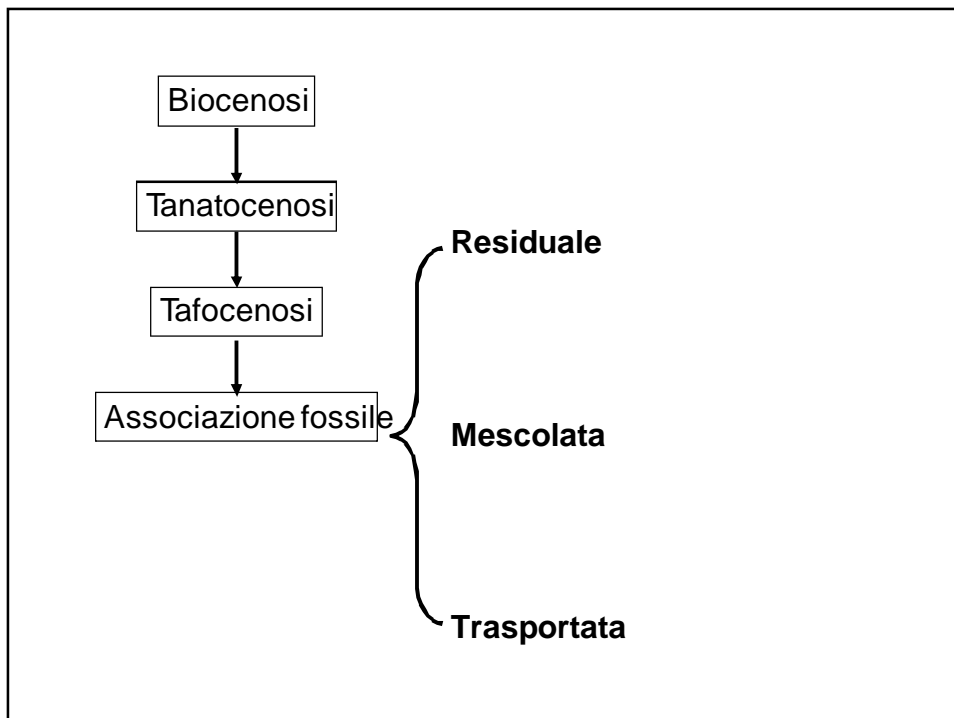 Biocenosi
Tanatocenosi
Tafocenosi
Associazione fossile
Residuale
Mescolata
Trasportata